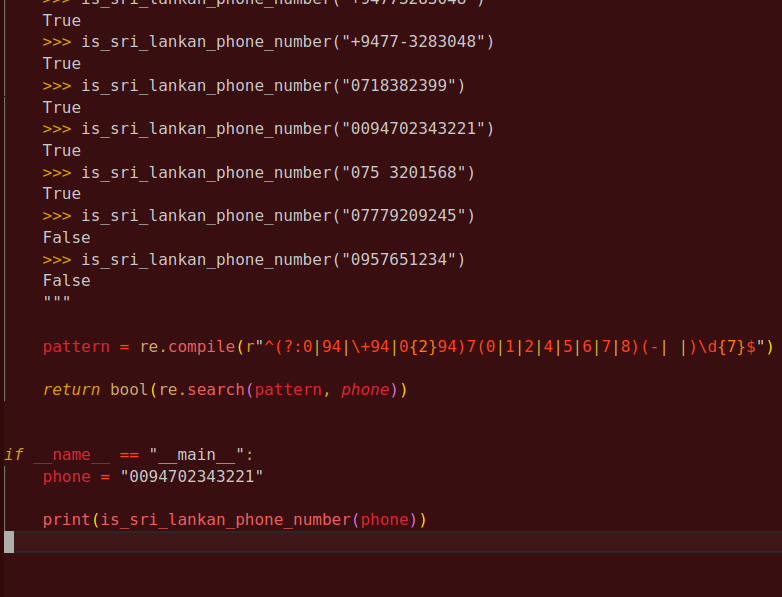 >>> is_sri_lankan_phone_number("+94773283048")
True
>>> is_sri_lankan_phone_number("+9477-3283048")
True
>>> is_sri_lankan_phone_number("0718382399")
True
>>> is_sri_lankan_phone_number("0094702343221")
True
>>> is_sri_lankan_phone_number("075 3201568")
True
>>> is_sri_lankan_phone_number("07779209245")
False
>>> is_sri_lankan_phone_number("0957651234")
False
"""
pattern = re.compile(r"^(?:0|94|\+94|0{2}94)7(0|1|2|4|5|6|7|8)(-| |)\d{7}$")
return bool(re.search(pattern, phone))
if __name__ == "__main__":
phone = "0094702343221"
print(is_sri_lankan_phone_number(phone))